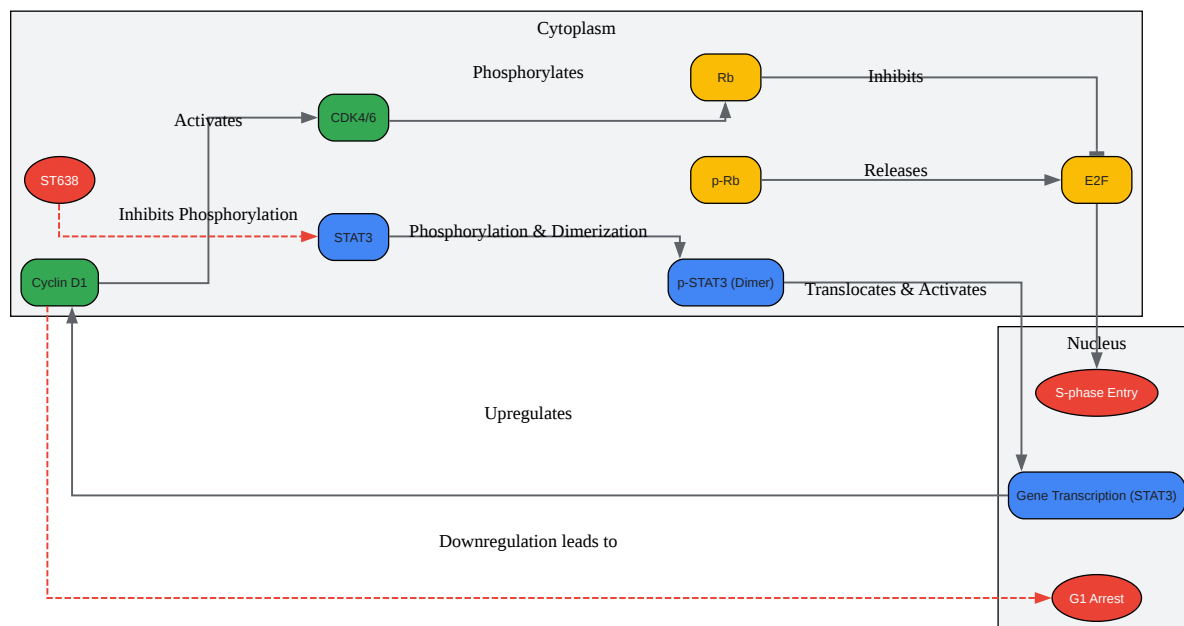 Cytoplasm
Phosphorylates
Rb
Inhibits
Activates
CDK4/6
ST638
p-Rb
Releases
E2F
Inhibits Phosphorylation
STAT3
Phosphorylation & Dimerization
Cyclin D1
p-STAT3 (Dimer)
Translocates & Activates
Nucleus
S-phase Entry
Upregulates
Gene Transcription (STAT3)
Downregulation leads to
G1 Arrest